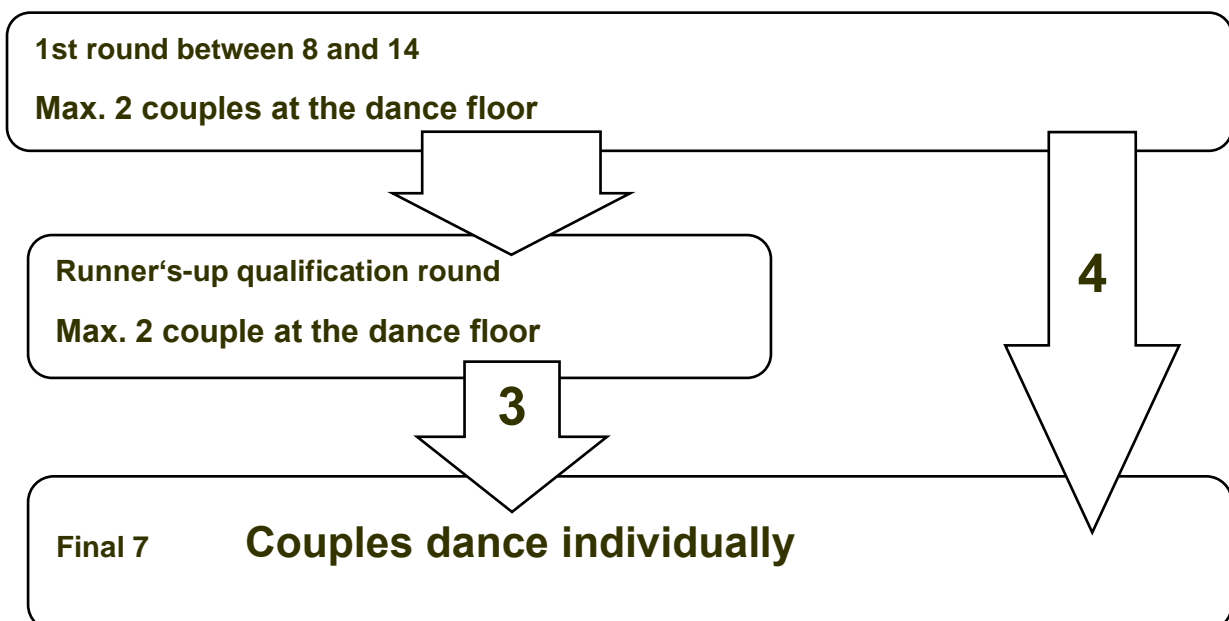 1st round between 8 and 14
Max. 2 couples at the dance floor
Runner‘s-up qualification round
Max. 2 couple at the dance floor
4
3
Final 7 Couples dance individually